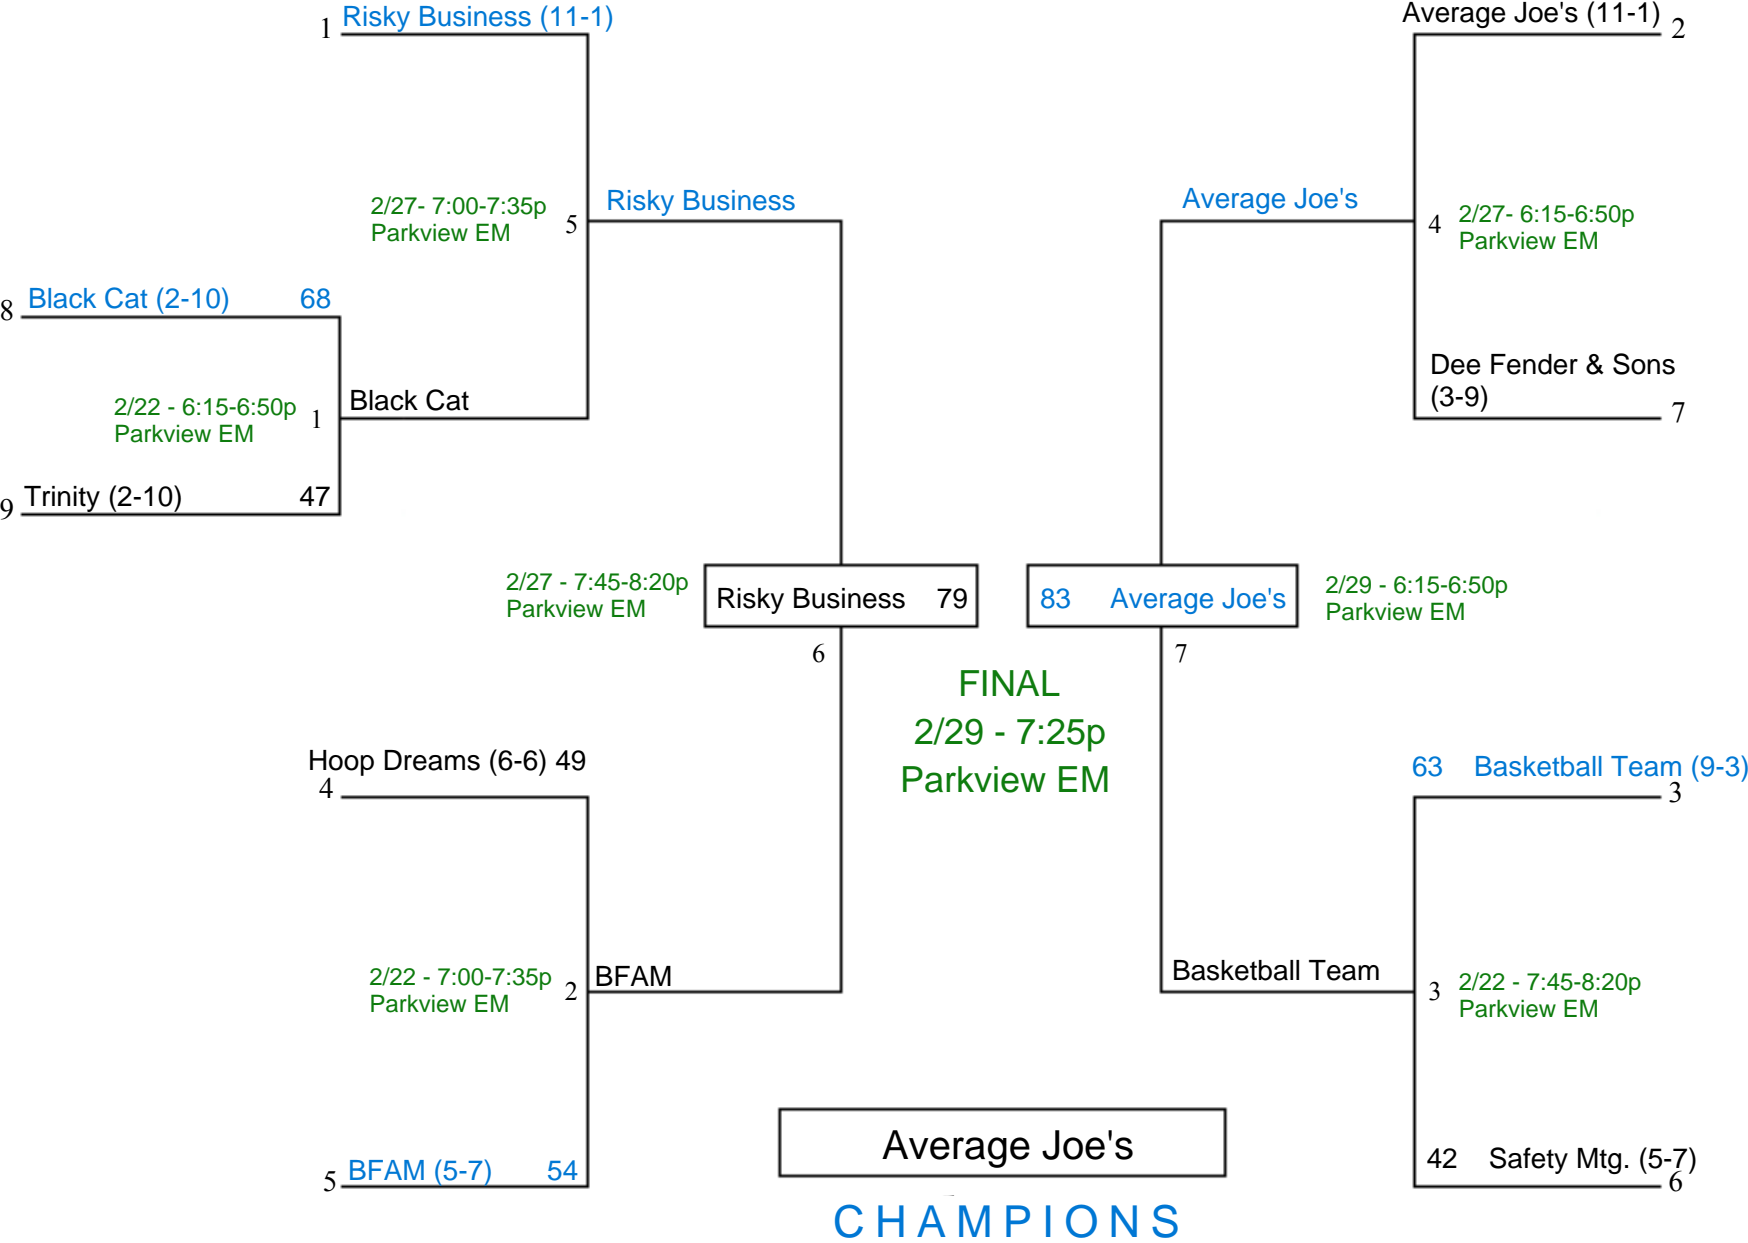 1 Risky Business (11-1)
Average Joe's (11-1) 2
2/27- 7:00-7:35p
Parkview EM
5
Risky Business
Average Joe's
4
2/27- 6:15-6:50p
Parkview EM
8 Black Cat (2-10) 68
2/22 - 6:15-6:50p
Parkview EM
1
Black Cat
Dee Fender & Sons
(3-9)
7
9 Trinity (2-10) 47
2/27 - 7:45-8:20p
Parkview EM
Risky Business 79
83 Average Joe's
2/29 - 6:15-6:50p
Parkview EM
6
7
FINAL
2/29 - 7:25p
Parkview EM
Hoop Dreams (6-6) 49
4
63 Basketball Team (9-3)
3
2/22 - 7:00-7:35p
Parkview EM
2
BFAM
Basketball Team
3
2/22 - 7:45-8:20p
Parkview EM
5 BFAM (5-7) 54
42 Safety Mtg. (5-7)
6
Average Joe's
CHAMPIONS